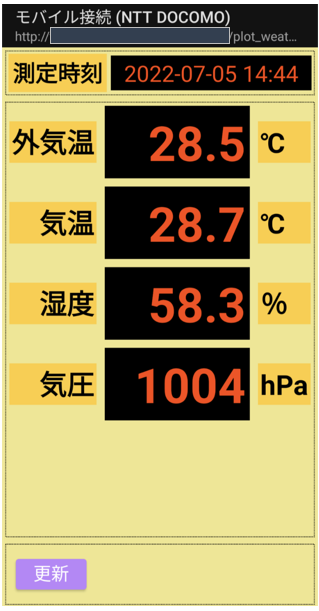 モバイル接続 (NTT DOCOMO)
http:// /plot_weat…
測定時刻 2022-07-05 14:44
外気温 28.5 ℃
気温 28.7 ℃
湿度 58.3 %
気圧 1004 hPa
更新